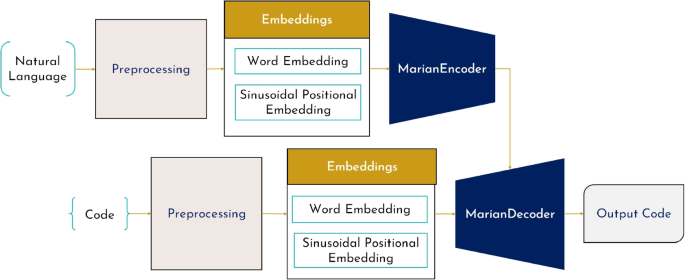 Embeddings
Natural
Language
Preprocessing
Word Embedding
MarianEncoder
Sinusoidal Positional
Embedding
Embeddings
Code
Preprocessing
Word Embedding
MarianDecoder
Output Code
Sinusoidal Positional
Embedding